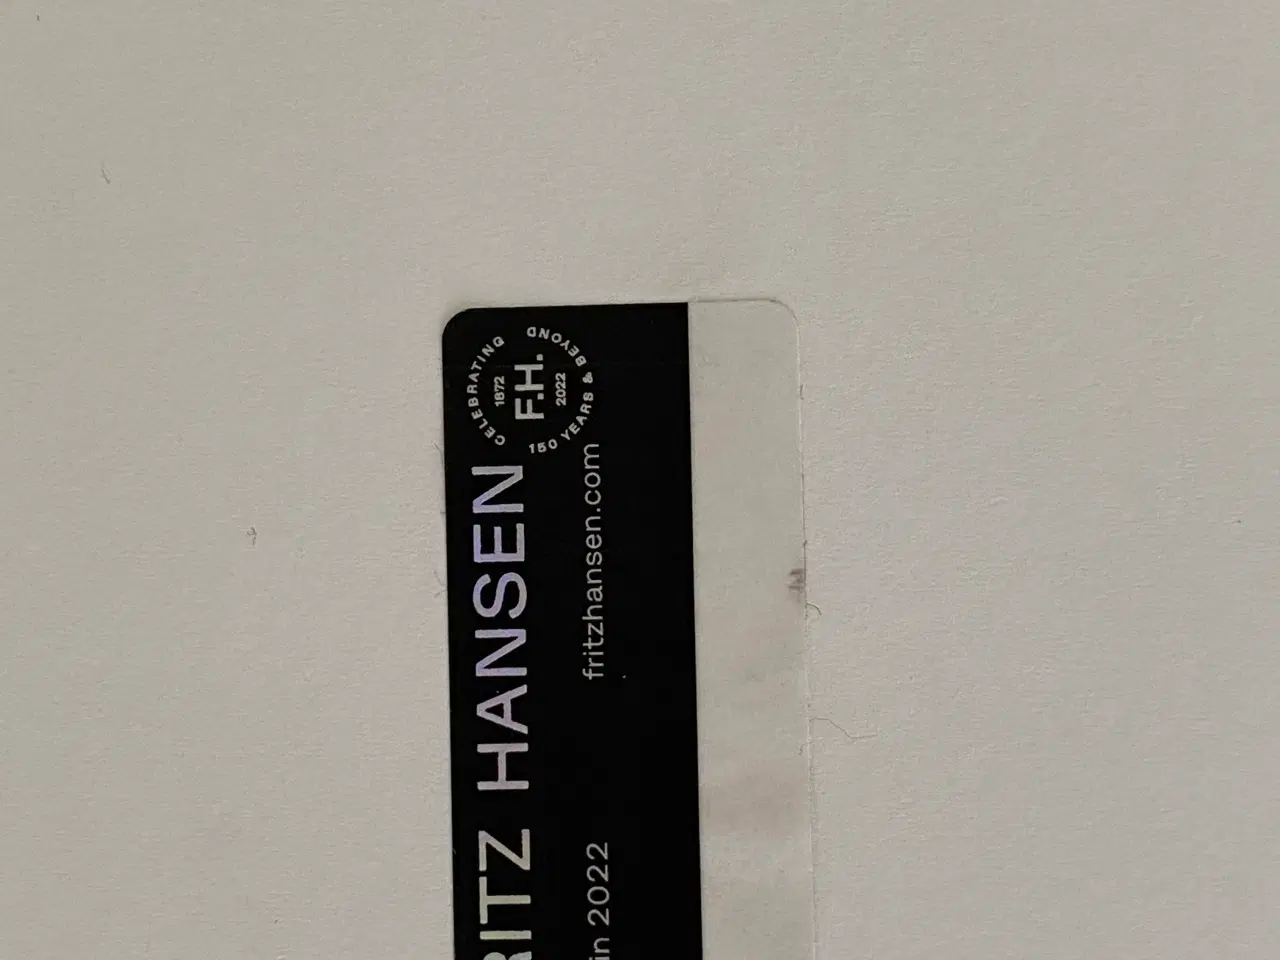 CELEBRATING
150 YEARS & BEYOND
1872
F.H.
2022
RITZ HANSEN
fritzhansen.com
in 2022